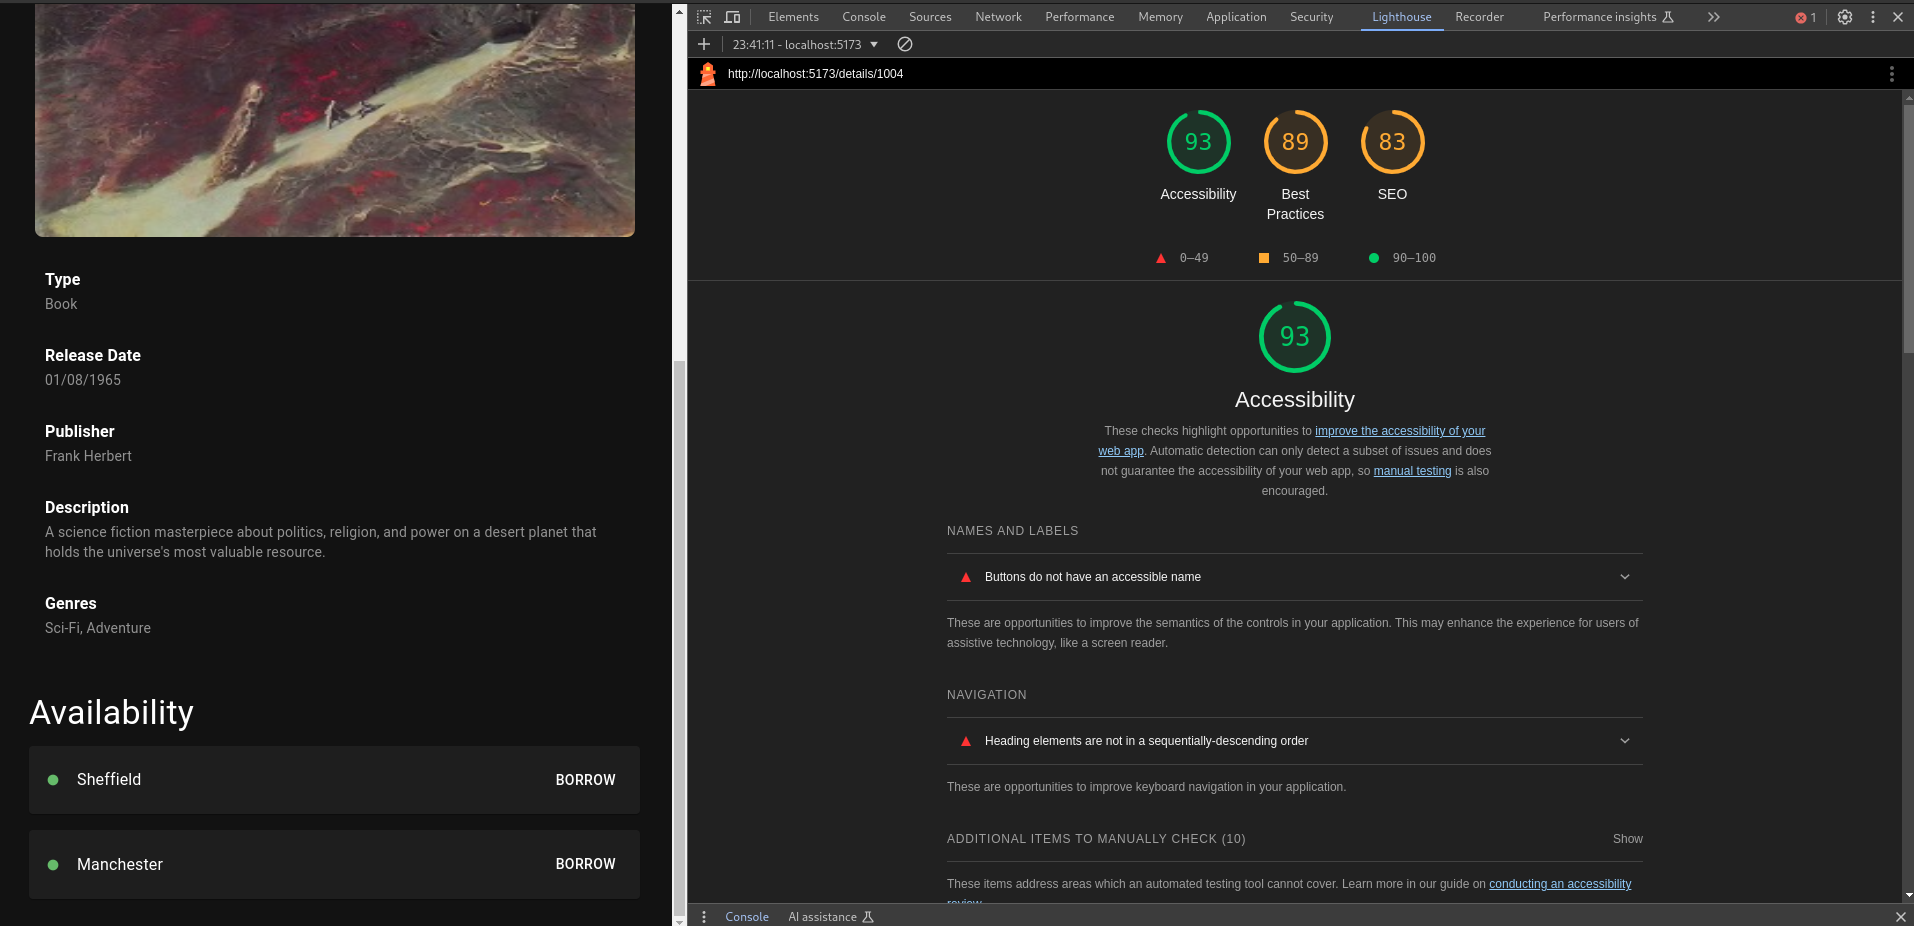 Type
Book
Release Date
01/08/1965
Publisher
Frank Herbert
Description
A science fiction masterpiece about politics, religion, and power on a desert planet that
holds the universe's most valuable resource.
Genres
Sci-Fi, Adventure
Availability
Sheffield BORROW
Manchester BORROW
Elements Console Sources Network Performance Memory Application Security Lighthouse Recorder Performance insights 1
23:41:11 - localhost:5173
http://localhost:5173/details/1004
93 89 83
Accessibility Best Practices SEO
0–49 50–89 90–100
93
Accessibility
These checks highlight opportunities to improve the accessibility of your
web app. Automatic detection can only detect a subset of issues and does
not guarantee the accessibility of your web app, so manual testing is also
encouraged.
NAMES AND LABELS
Buttons do not have an accessible name
These are opportunities to improve the semantics of the controls in your application. This may enhance the experience for users of
assistive technology, like a screen reader.
NAVIGATION
Heading elements are not in a sequentially-descending order
These are opportunities to improve keyboard navigation in your application.
ADDITIONAL ITEMS TO MANUALLY CHECK (10) Show
These items address areas which an automated testing tool cannot cover. Learn more in our guide on conducting an accessibility
review.
Console AI assistance